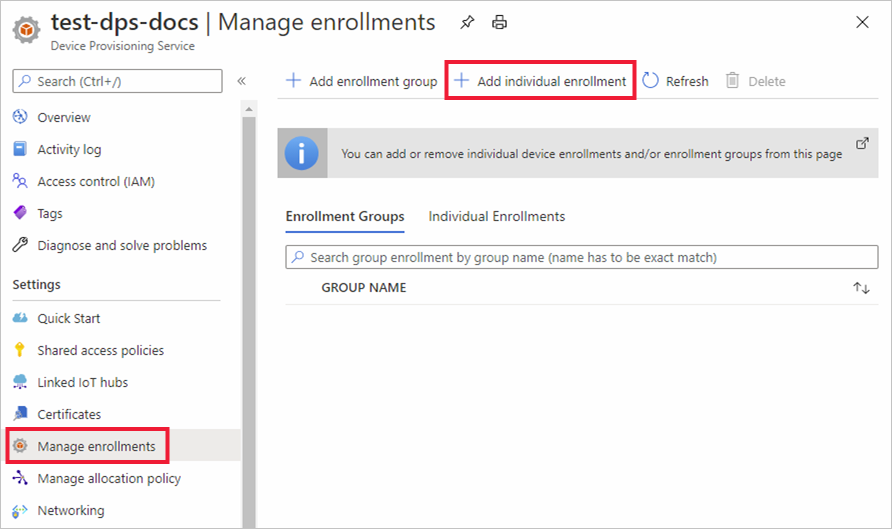 test-dps-docs | Manage enrollments
Device Provisioning Service
Search (Ctrl+/)
«
Overview
Activity log
Access control (IAM)
Tags
Diagnose and solve problems
Settings
Quick Start
Shared access policies
Linked IoT hubs
Certificates
Manage enrollments
Manage allocation policy
Networking
Add enrollment group
Add individual enrollment
Refresh
Delete
You can add or remove individual device enrollments and/or enrollment groups from this page
Enrollment Groups
Individual Enrollments
Search group enrollment by group name (name has to be exact match)
GROUP NAME